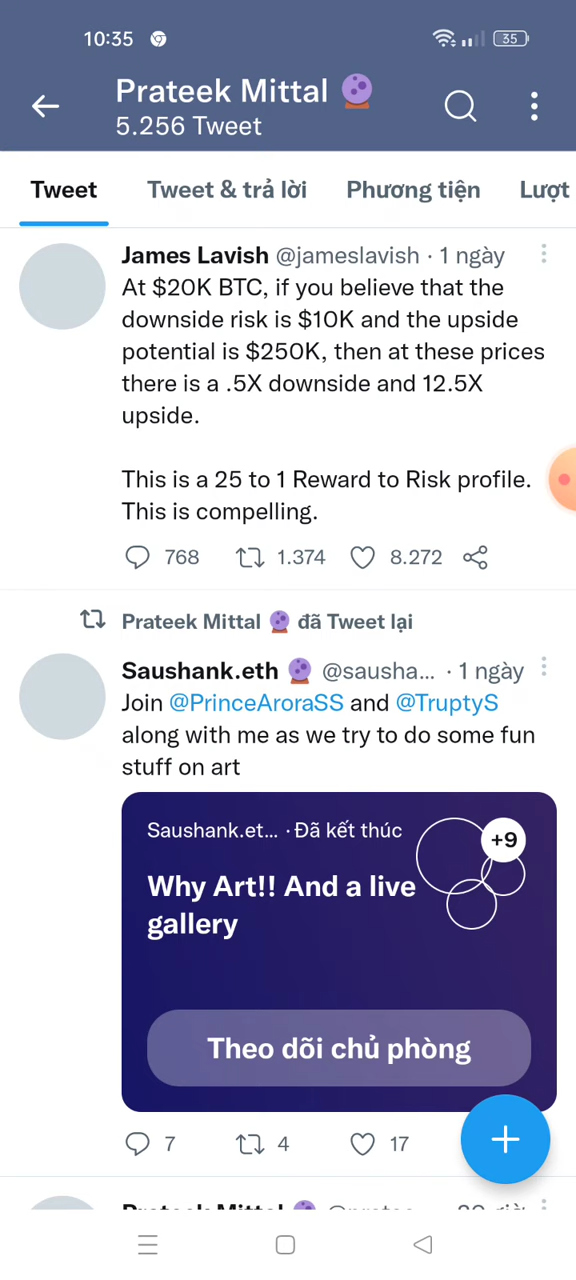 10:35
35
Prateek Mittal 🔮
5.256 Tweet
Tweet Tweet & trả lời Phương tiện Lượt
James Lavish @jameslavish · 1 ngày
At $20K BTC, if you believe that the
downside risk is $10K and the upside
potential is $250K, then at these prices
there is a .5X downside and 12.5X
upside.
This is a 25 to 1 Reward to Risk profile.
This is compelling.
768 1.374 8.272
Prateek Mittal 🔮 đã Tweet lại
Saushank.eth 🔮 @sausha... · 1 ngày
Join @PrinceAroraSS and @TruptyS
along with me as we try to do some fun
stuff on art
Saushank.et... · Đã kết thúc
+9
Why Art!! And a live
gallery
Theo dõi chủ phòng
7 4 17
Prateek Mittal 🔮